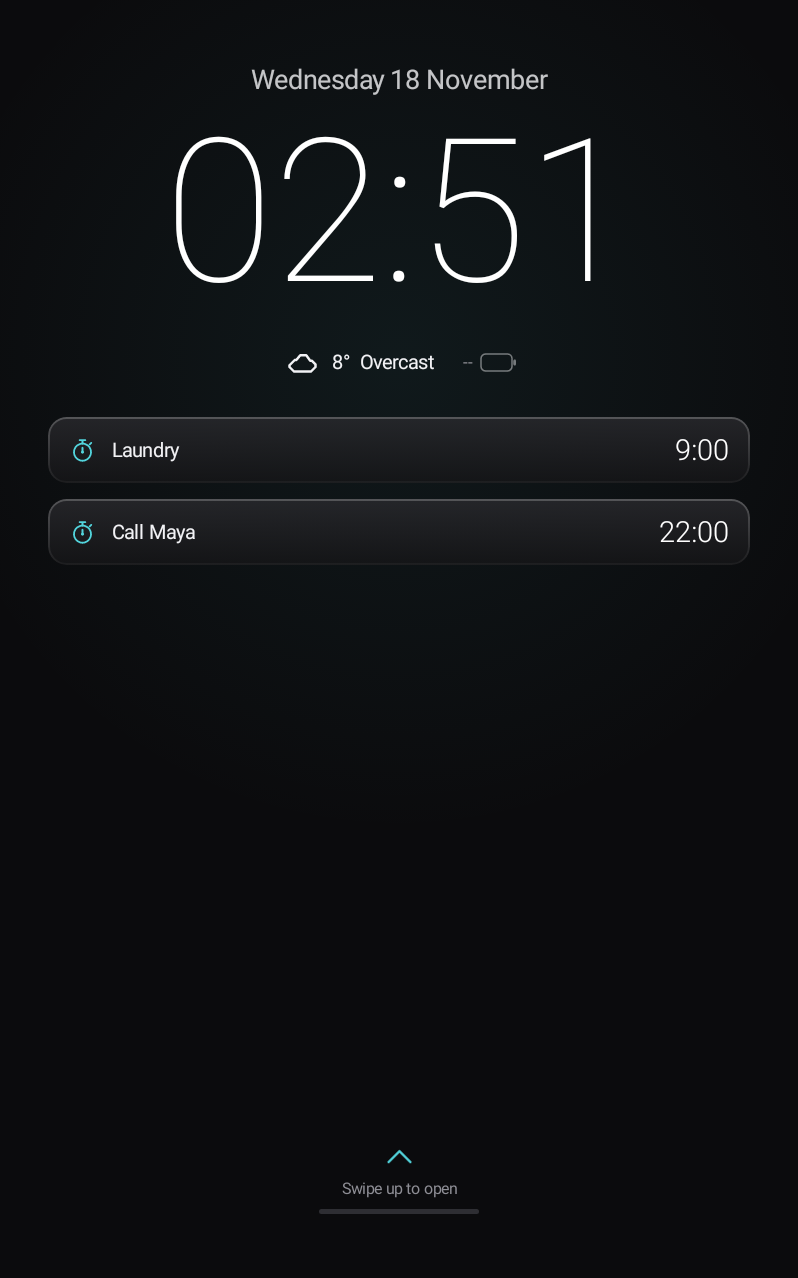 Wednesday 18 November
02:51
8° Overcast --
Laundry 9:00
Call Maya 22:00
Swipe up to open